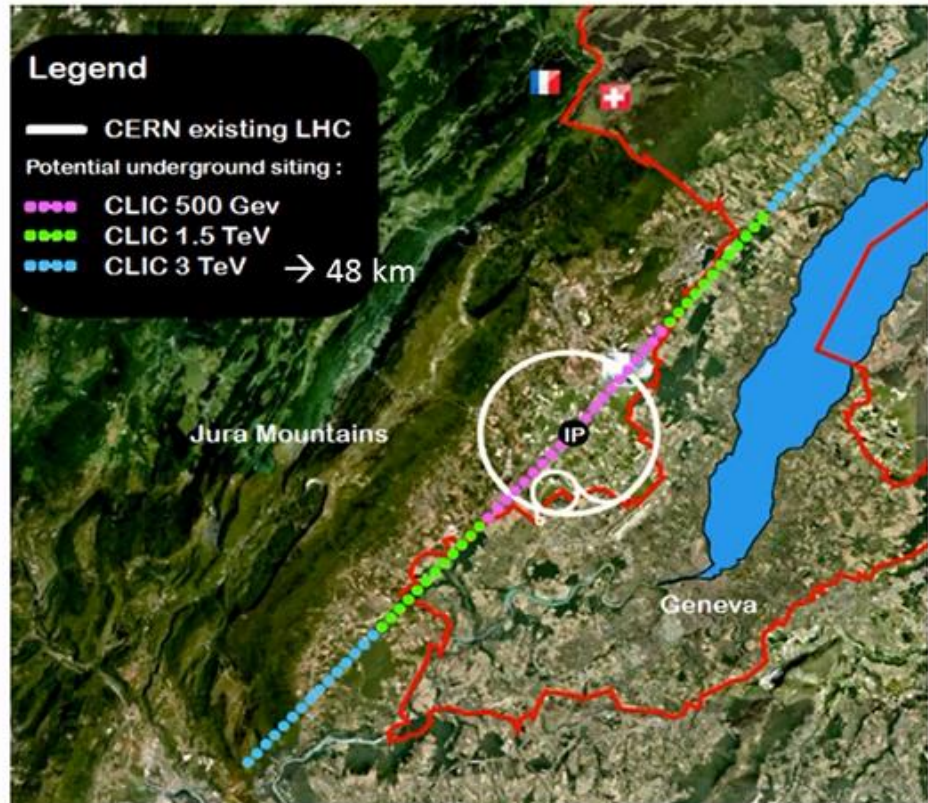 Legend
CERN existing LHC
Potential underground siting :
CLIC 500 Gev
CLIC 1.5 TeV
CLIC 3 TeV → 48 km
Jura Mountains
IP
Geneva